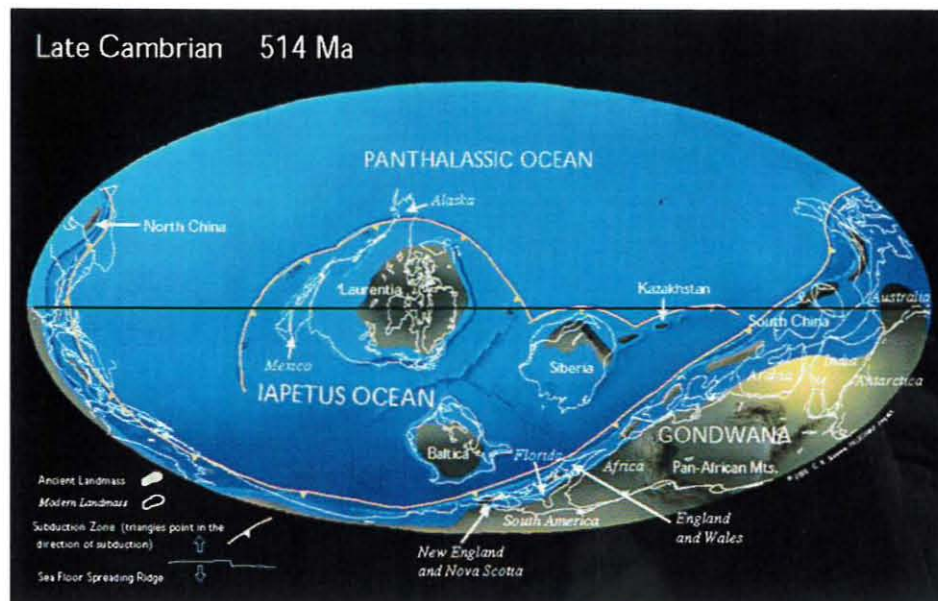 Late Cambrian 514 Ma
PANTHALASSIC OCEAN
Alaska
North China
Laurentia
Kazakhstan
Australia
South China
Mexico
Siberia
India
Arabia
Antarctica
IAPETUS OCEAN
GONDWANA
Baltica
Florida
Africa
Pan-African Mts.
Ancient Landmass
Modern Landmass
South America
England
and Wales
Subduction Zone (triangles point in the
direction of subduction)
New England
and Nova Scotia
Sea Floor Spreading Ridge